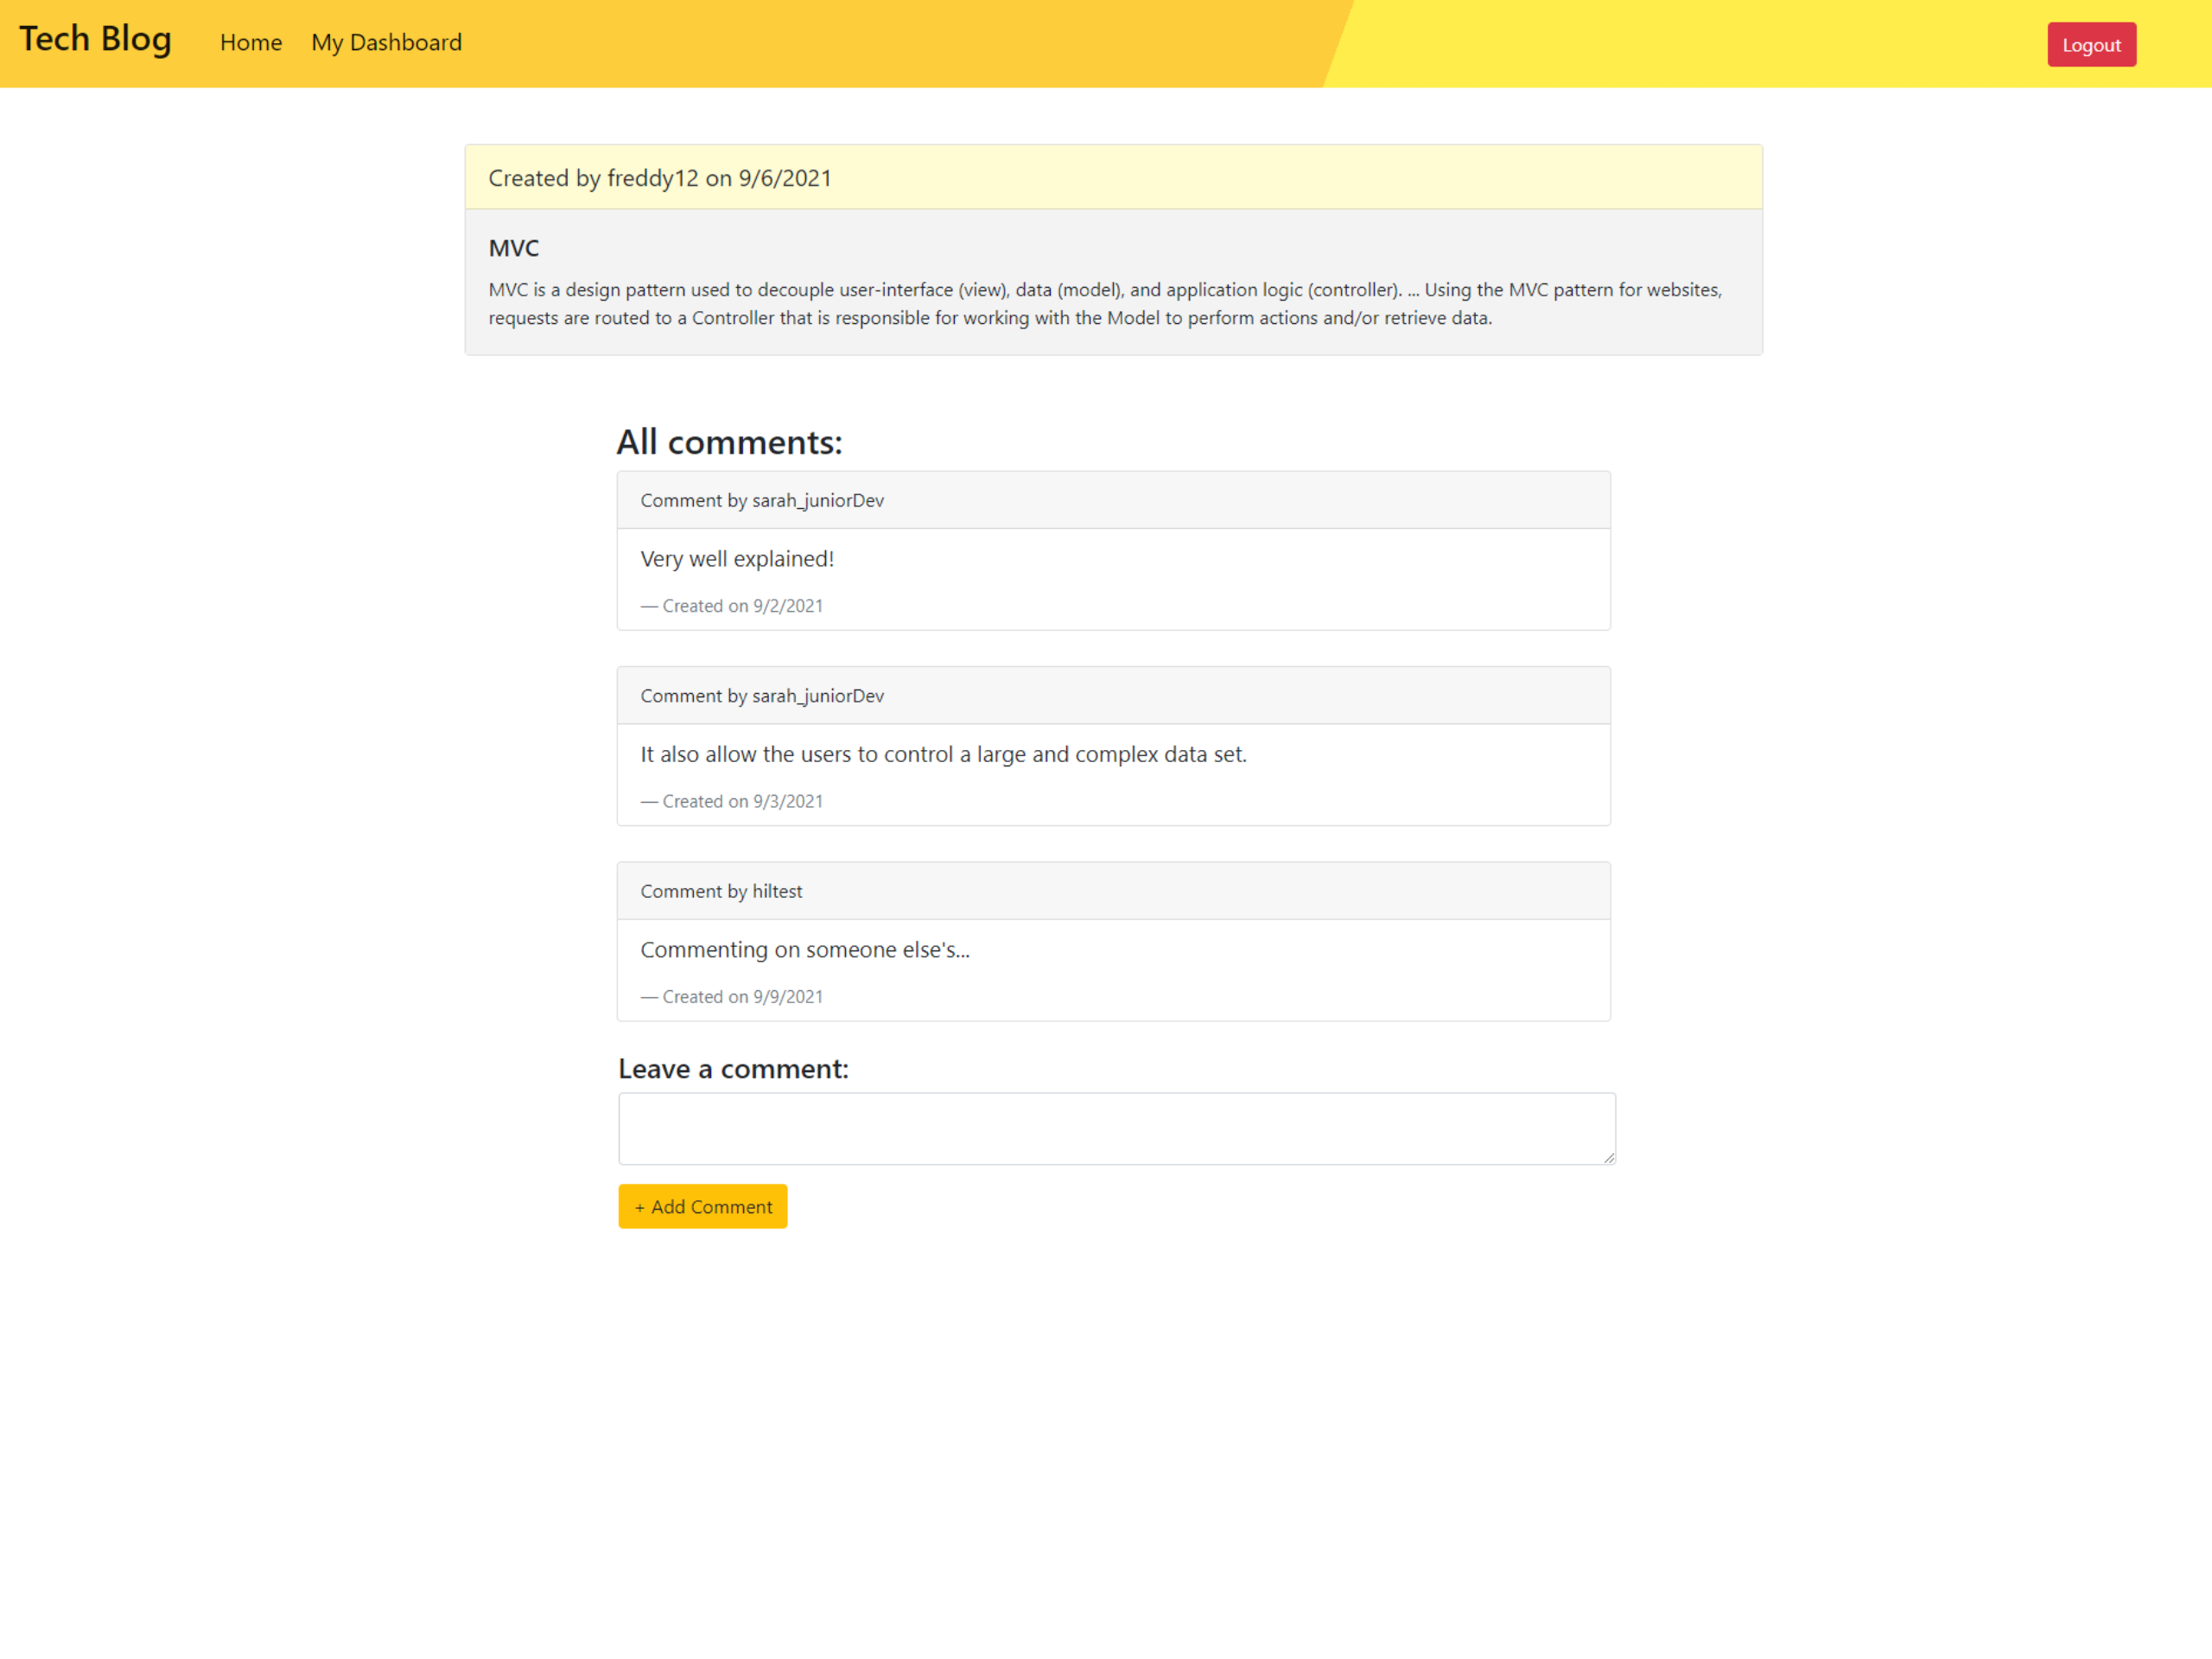 Tech Blog
Home
My Dashboard
Logout
Created by freddy12 on 9/6/2021
MVC
MVC is a design pattern used to decouple user-interface (view), data (model), and application logic (controller). ... Using the MVC pattern for websites,
requests are routed to a Controller that is responsible for working with the Model to perform actions and/or retrieve data.
All comments:
Comment by sarah_juniorDev
Very well explained!
— Created on 9/2/2021
Comment by sarah_juniorDev
It also allow the users to control a large and complex data set.
— Created on 9/3/2021
Comment by hiltest
Commenting on someone else's...
— Created on 9/9/2021
Leave a comment:
+ Add Comment